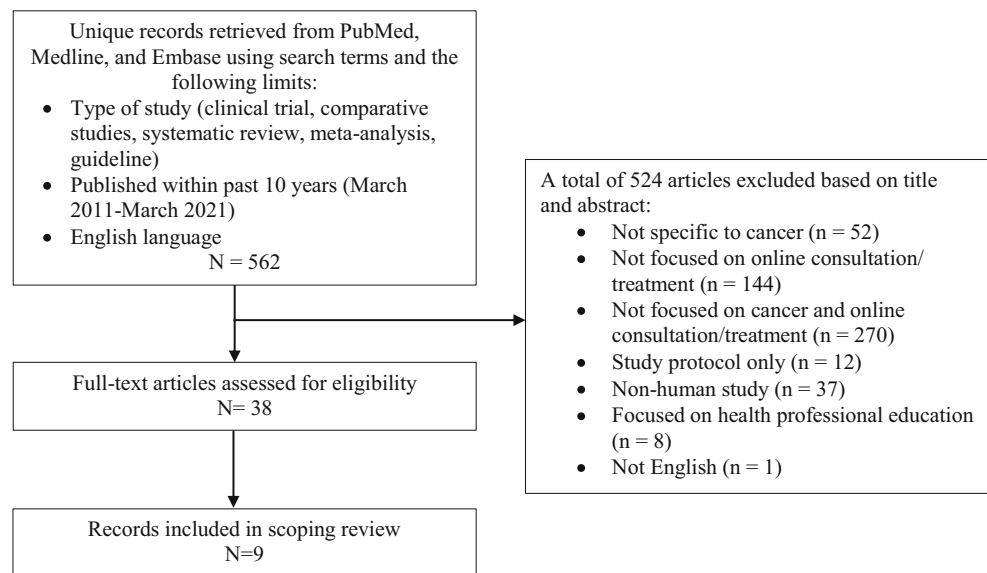 Unique records retrieved from PubMed,
Medline, and Embase using search terms and the
following limits:
• Type of study (clinical trial, comparative
studies, systematic review, meta-analysis,
guideline)
• Published within past 10 years (March
2011-March 2021)
• English language
N = 562
A total of 524 articles excluded based on title
and abstract:
• Not specific to cancer (n = 52)
• Not focused on online consultation/
treatment (n = 144)
• Not focused on cancer and online
consultation/treatment (n = 270)
• Study protocol only (n = 12)
• Non-human study (n = 37)
• Focused on health professional education
(n = 8)
• Not English (n = 1)
Full-text articles assessed for eligibility
N= 38
Records included in scoping review
N=9